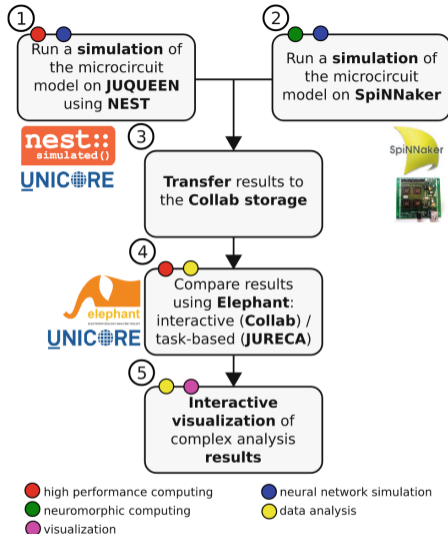 1
Run a simulation of
the microcircuit
model on JUQUEEN
using NEST
2
Run a simulation of
the microcircuit
model on SpiNNaker
nest::
simulated()
UNICORE
SpiNNaker
3
Transfer results to
the Collab storage
4
Compare results
using Elephant:
interactive (Collab) /
task-based (JURECA)
elephant
UNICORE
5
Interactive
visualization of
complex analysis
results
high performance computing
neuromorphic computing
visualization
neural network simulation
data analysis